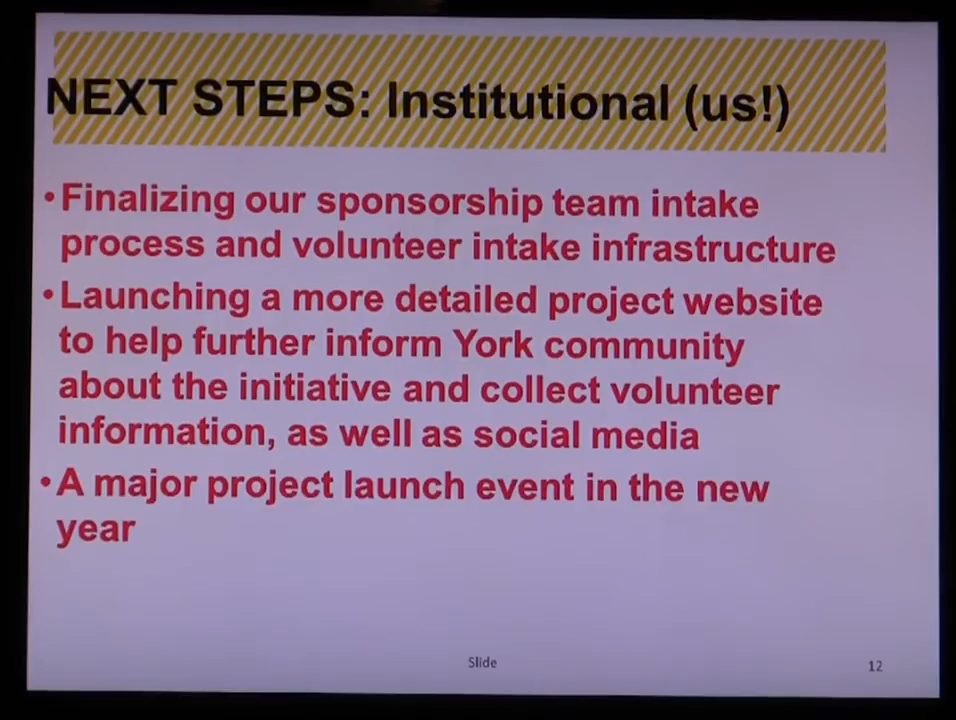 NEXT STEPS: Institutional (us!)
•Finalizing our sponsorship team intake
process and volunteer intake infrastructure
•Launching a more detailed project website
to help further inform York community
about the initiative and collect volunteer
information, as well as social media
•A major project launch event in the new
year
Slide
12